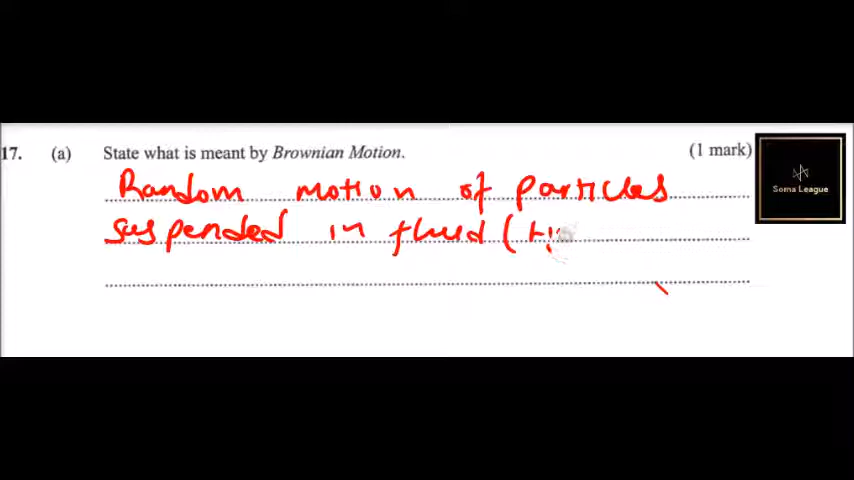 17. (a) State what is meant by Brownian Motion. (1 mark)
Random motion of particles
suspended in fluid (
Soma League